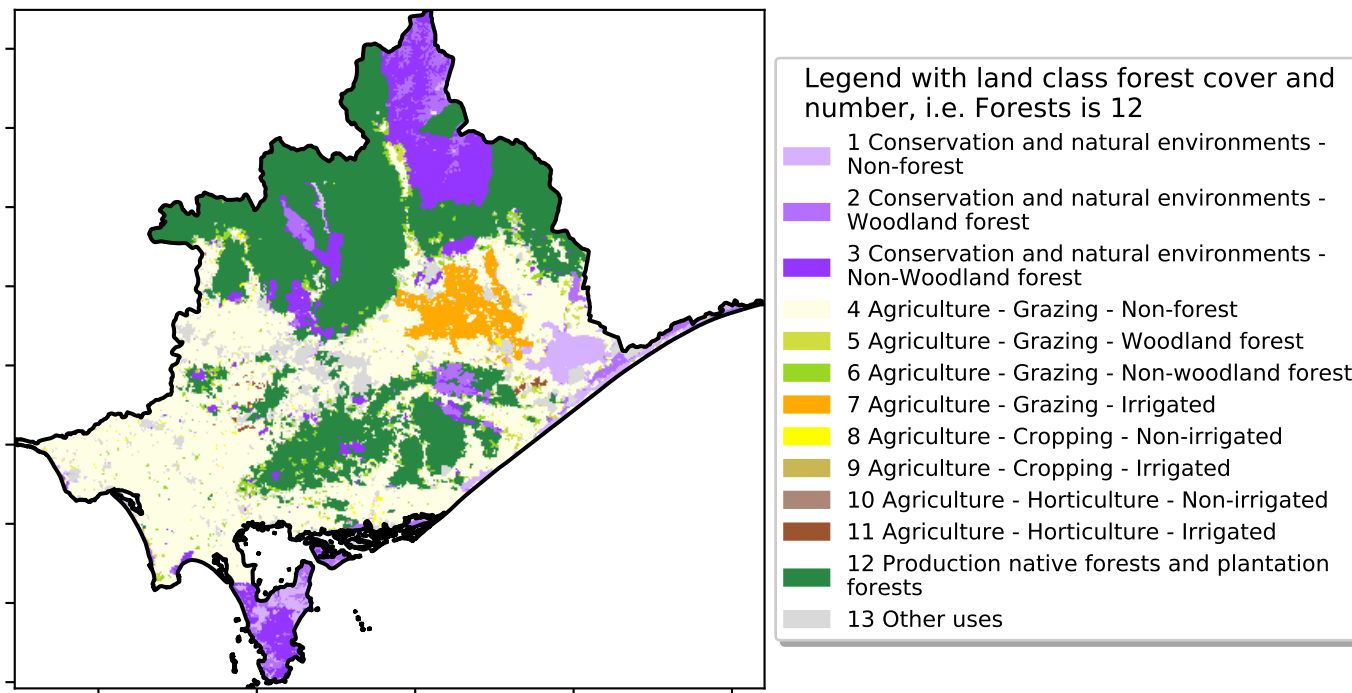 Legend with land class forest cover and
number, i.e. Forests is 12
1 Conservation and natural environments -
Non-forest
2 Conservation and natural environments -
Woodland forest
3 Conservation and natural environments -
Non-Woodland forest
4 Agriculture - Grazing - Non-forest
5 Agriculture - Grazing - Woodland forest
6 Agriculture - Grazing - Non-woodland forest
7 Agriculture - Grazing - Irrigated
8 Agriculture - Cropping - Non-irrigated
9 Agriculture - Cropping - Irrigated
10 Agriculture - Horticulture - Non-irrigated
11 Agriculture - Horticulture - Irrigated
12 Production native forests and plantation
forests
13 Other uses